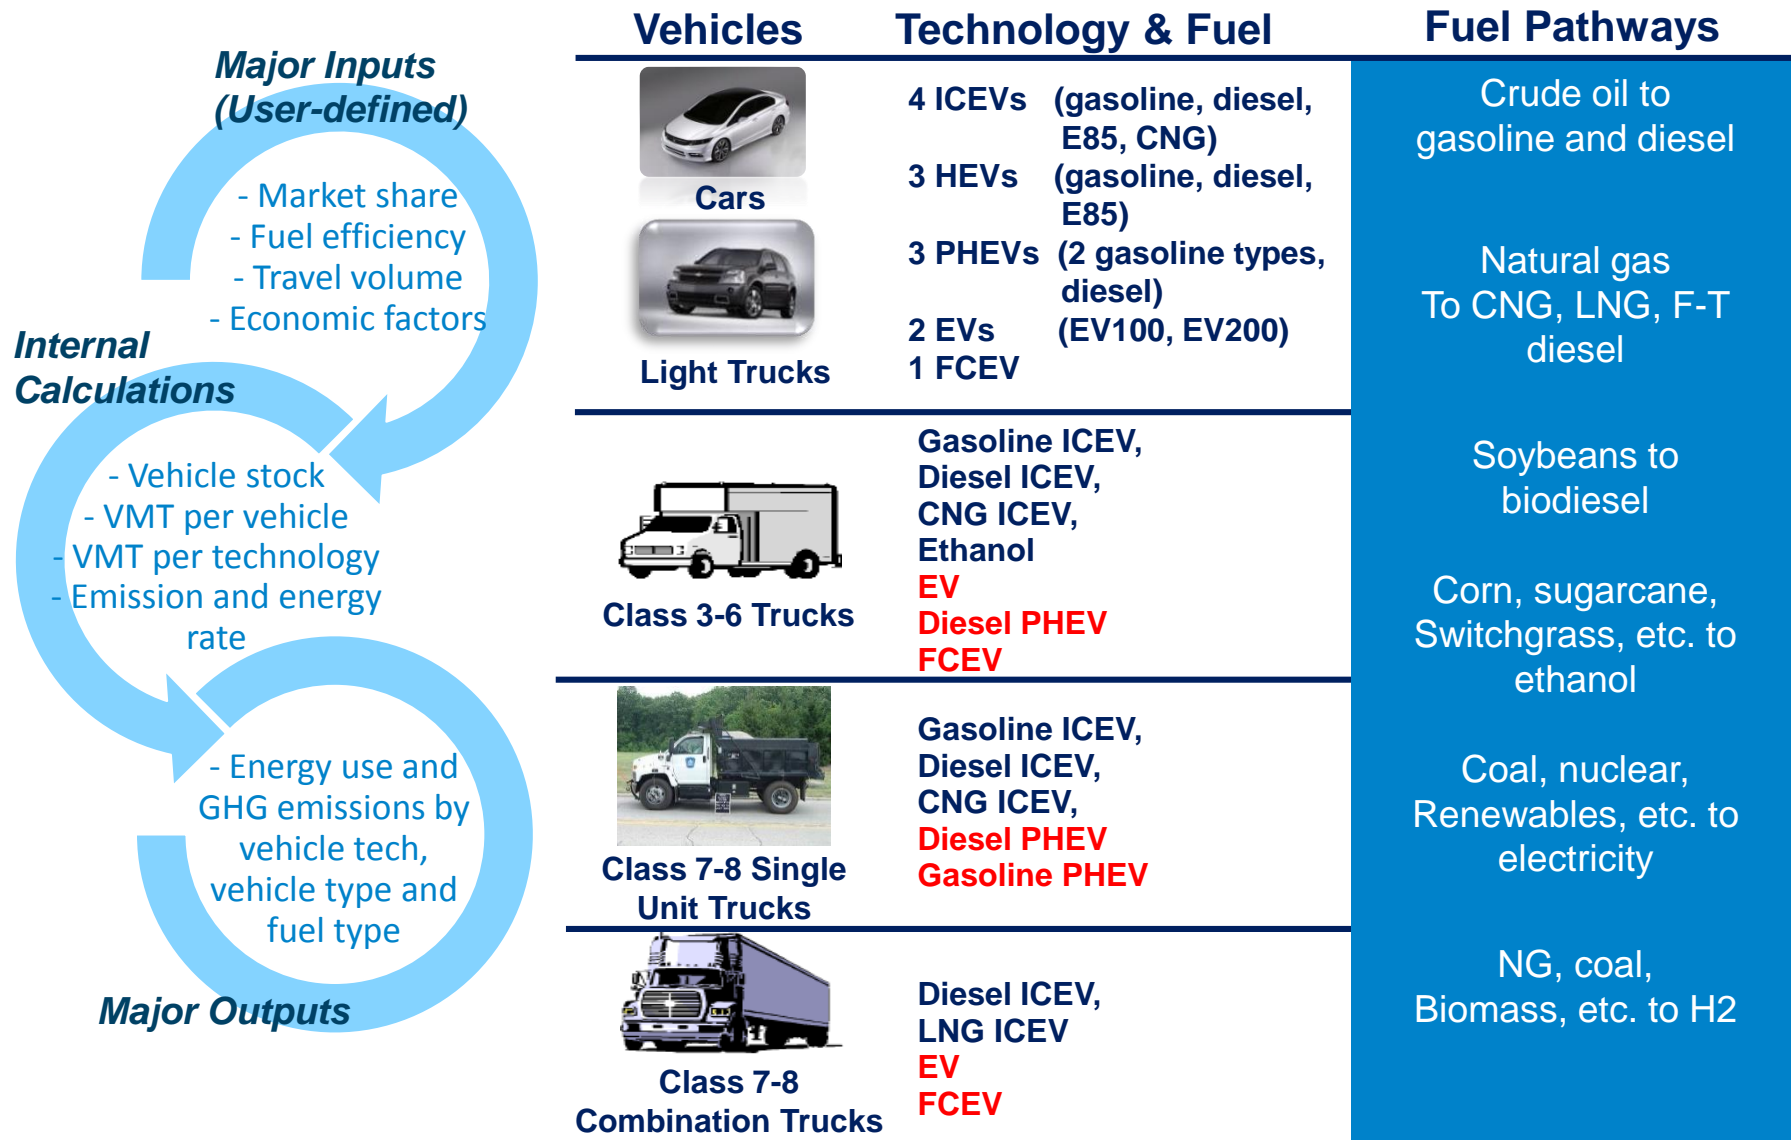 Major Inputs
(User-defined)
- Market share
- Fuel efficiency
- Travel volume
- Economic factors
Internal
Calculations
- Vehicle stock
- VMT per vehicle
- VMT per technology
- Emission and energy
rate
- Energy use and
GHG emissions by
vehicle tech,
vehicle type and
fuel type
Major Outputs
Vehicles
Technology & Fuel
Fuel Pathways
Cars
Light Trucks
4 ICEVs (gasoline, diesel,
E85, CNG)
3 HEVs (gasoline, diesel,
E85)
3 PHEVs (2 gasoline types,
diesel)
2 EVs (EV100, EV200)
1 FCEV
Class 3-6 Trucks
Gasoline ICEV,
Diesel ICEV,
CNG ICEV,
Ethanol
EV
Diesel PHEV
FCEV
Class 7-8 Single
Unit Trucks
Gasoline ICEV,
Diesel ICEV,
CNG ICEV,
Diesel PHEV
Gasoline PHEV
Class 7-8
Combination Trucks
Diesel ICEV,
LNG ICEV
EV
FCEV
Crude oil to
gasoline and diesel
Natural gas
To CNG, LNG, F-T
diesel
Soybeans to
biodiesel
Corn, sugarcane,
Switchgrass, etc. to
ethanol
Coal, nuclear,
Renewables, etc. to
electricity
NG, coal,
Biomass, etc. to H2